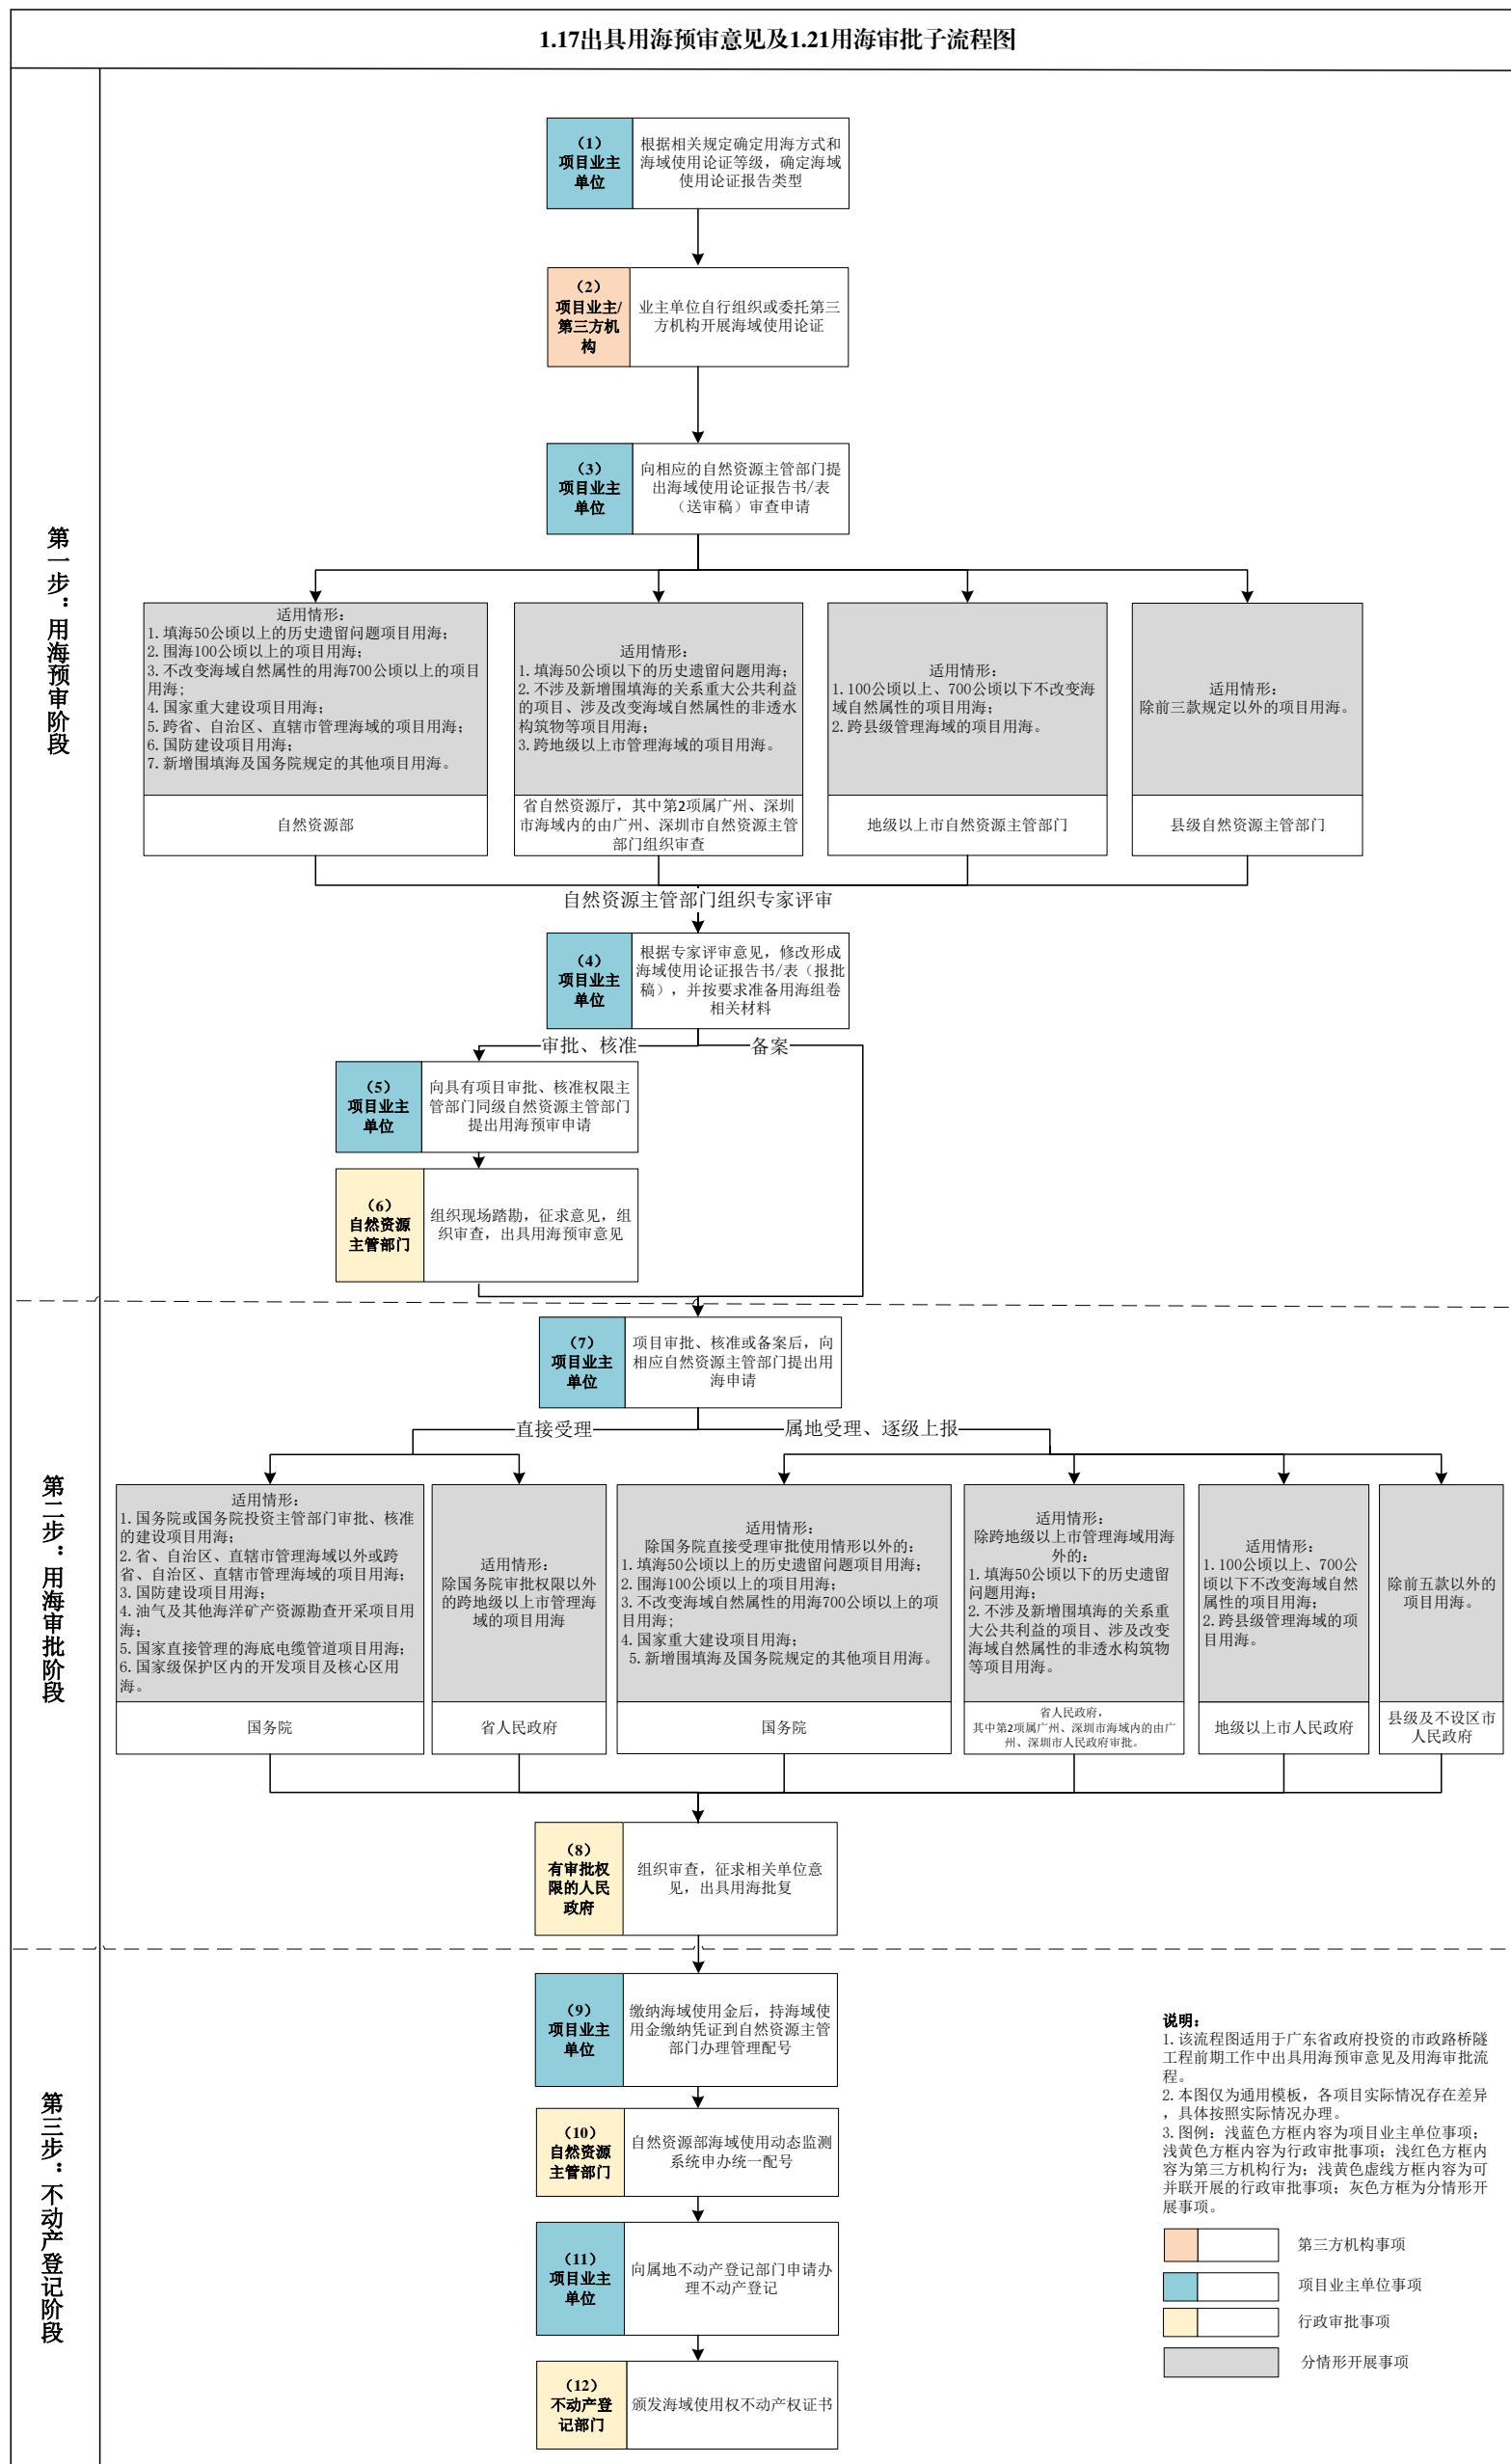 1.17出具用海预审意见及1.21用海审批子流程图
第一步：用海预审阶段
（1）
项目业主
单位
根据相关规定确定用海方式和
海域使用论证等级，确定海域
使用论证报告类型
（2）
项目业主/
第三方机
构
业主单位自行组织或委托第三
方机构开展海域使用论证
（3）
项目业主
单位
向相应的自然资源主管部门提
出海域使用论证报告书/表
（送审稿）审查申请
适用情形：
1.填海50公顷以上的历史遗留问题项目用海；
2.围海100公顷以上的项目用海；
3.不改变海域自然属性的用海700公顷以上的项目
用海；
4.国家重大建设项目用海；
5.跨省、自治区、直辖市管理海域的项目用海；
6.国防建设项目用海；
7.新增围填海及国务院规定的其他项目用海。
自然资源部
适用情形：
1.填海50公顷以下的历史遗留问题用海；
2.不涉及新增围填海的关系重大公共利益
的项目、涉及改变海域自然属性的非透水
构筑物等项目用海；
3.跨地级以上市管理海域的项目用海。
省自然资源厅，其中第2项属广州、深圳
市海域内的由广州、深圳市自然资源主管
部门组织审查
适用情形：
1.100公顷以上、700公顷以下不改变海
域自然属性的项目用海；
2.跨县级管理海域的项目用海。
地级以上市自然资源主管部门
适用情形：
除前三款规定以外的项目用海。
县级自然资源主管部门
自然资源主管部门组织专家评审
（4）
项目业主
单位
根据专家评审意见，修改形成
海域使用论证报告书/表（报批
稿），并按要求准备用海组卷
相关材料
审批、核准
备案
（5）
项目业主
单位
向具有项目审批、核准权限主
管部门同级自然资源主管部门
提出用海预审申请
（6）
自然资源
主管部门
组织现场踏勘，征求意见，组
织审查，出具用海预审意见
第二步：用海审批阶段
（7）
项目业主
单位
项目审批、核准或备案后，向
相应自然资源主管部门提出用
海申请
直接受理
属地受理、逐级上报
适用情形：
1.国务院或国务院投资主管部门审批、核准
的建设项目用海；
2.省、自治区、直辖市管理海域以外或跨
省、自治区、直辖市管理海域的项目用海；
3.国防建设项目用海；
4.油气及其他海洋矿产资源勘查开采项目用
海；
5.国家直接管理的海底电缆管道项目用海；
6.国家级保护区内的开发项目及核心区用
海。
国务院
适用情形：
除国务院审批权限以外
的跨地级以上市管理海
域的项目用海
省人民政府
适用情形：
除国务院直接受理审批使用情形以外的：
1.填海50公顷以上的历史遗留问题项目用海；
2.围海100公顷以上的项目用海；
3.不改变海域自然属性的用海700公顷以上的项
目用海；
4.国家重大建设项目用海；
5.新增围填海及国务院规定的其他项目用海。
国务院
适用情形：
除跨地级以上市管理海域用海
外的：
1.填海50公顷以下的历史遗留
问题用海；
2.不涉及新增围填海的关系重
大公共利益的项目、涉及改变
海域自然属性的非透水构筑物
等项目用海。
省人民政府，
其中第2项属广州、深圳市海域内的由广
州、深圳市人民政府审批。
适用情形：
1.100公顷以上、700公
顷以下不改变海域自然
属性的项目用海；
2.跨县级管理海域的项
目用海。
地级以上市人民政府
除前五款以外的
项目用海。
县级及不设区市
人民政府
（8）
有审批权
限的人民
政府
组织审查，征求相关单位意
见，出具用海批复
第三步：不动产登记阶段
（9）
项目业主
单位
缴纳海域使用金后，持海域使
用金缴纳凭证到自然资源主管
部门办理管理配号
（10）
自然资源
主管部门
自然资源部海域使用动态监测
系统申办统一配号
（11）
项目业主
单位
向属地不动产登记部门申请办
理不动产登记
（12）
不动产登
记部门
颁发海域使用权不动产权证书
说明：
1.该流程图适用于广东省政府投资的市政路桥隧
工程前期工作中出具用海预审意见及用海审批流
程。
2.本图仅为通用模板，各项目实际情况存在差异
，具体按照实际情况办理。
3.图例：浅蓝色方框内容为项目业主单位事项；
浅黄色方框内容为行政审批事项；浅红色方框内
容为第三方机构行为；浅黄色虚线方框内容为可
并联开展的行政审批事项；灰色方框为分情形开
展事项。
第三方机构事项
项目业主单位事项
行政审批事项
分情形开展事项